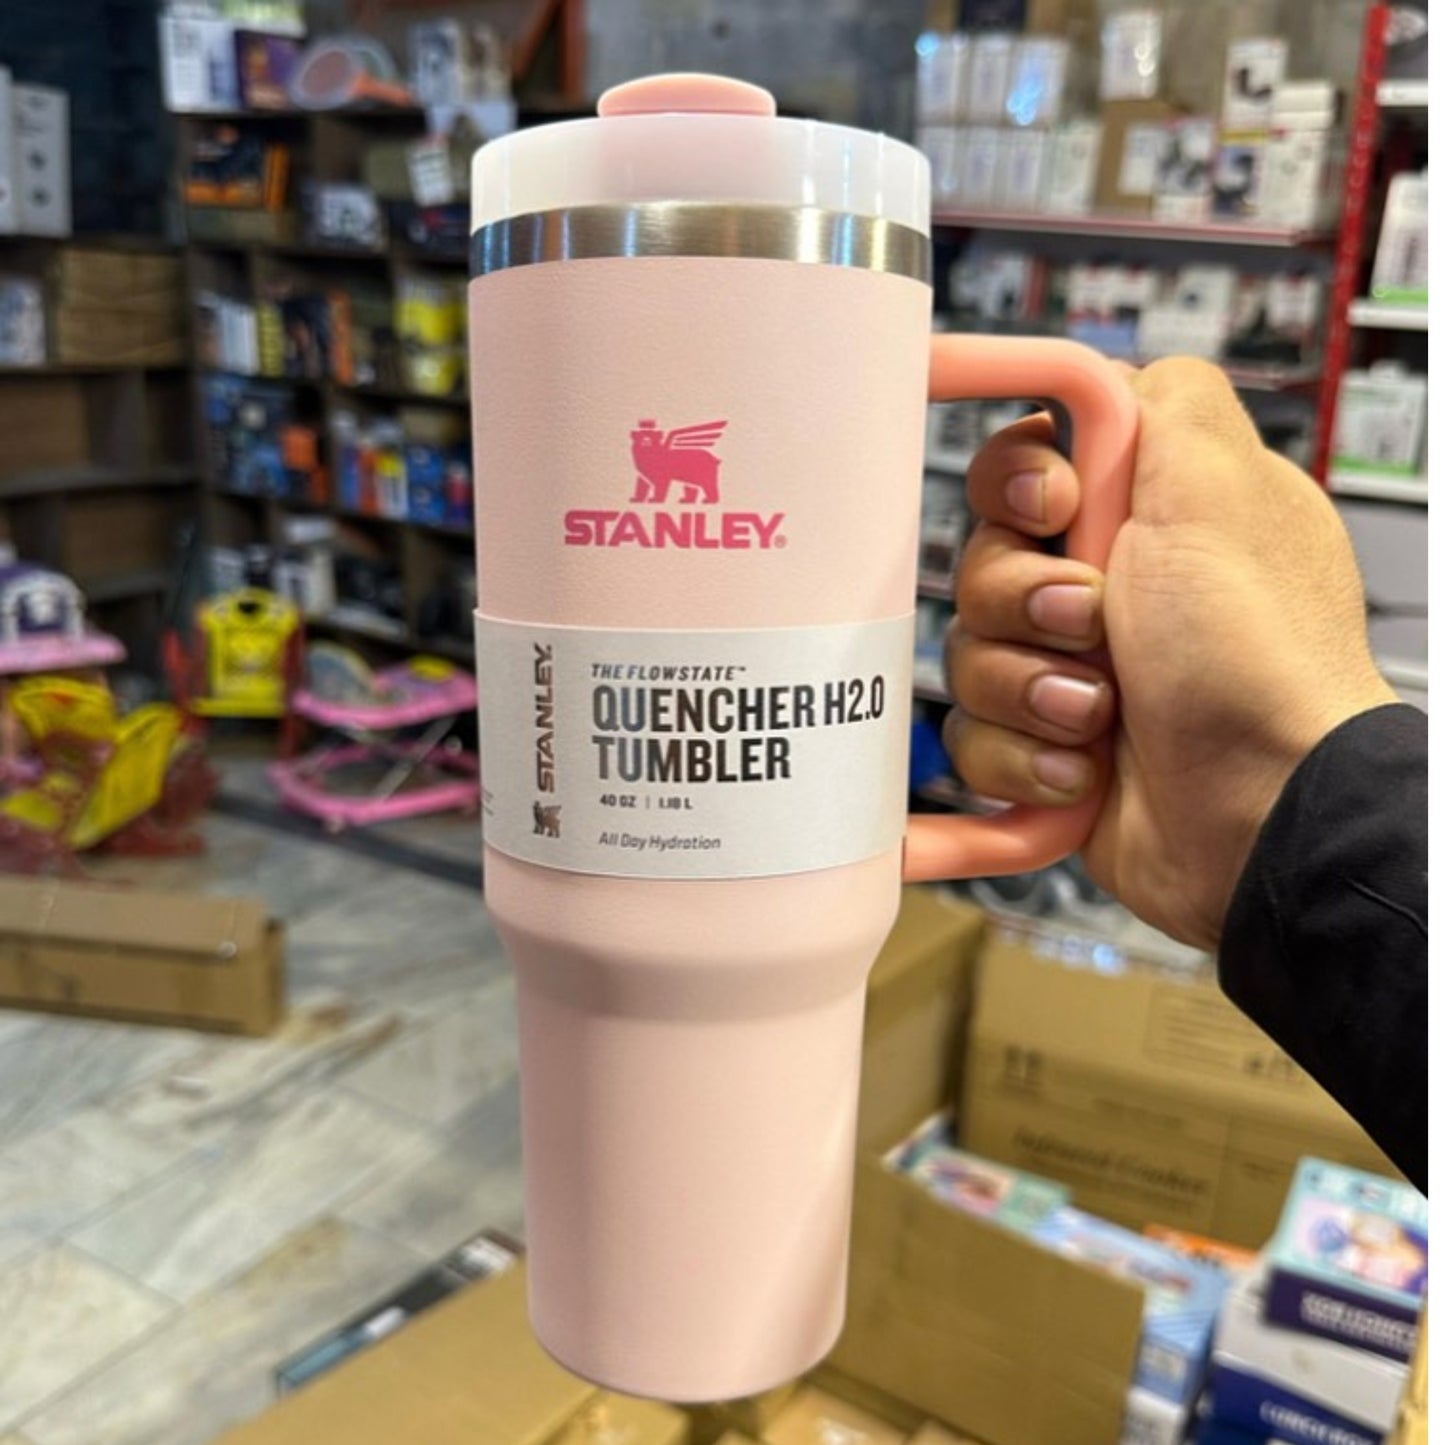 STANLEY®
STANLEY.
THE FLOWSTATE™
QUENCHER H2.0
TUMBLER
40 OZ | 1.18 L
All Day Hydration